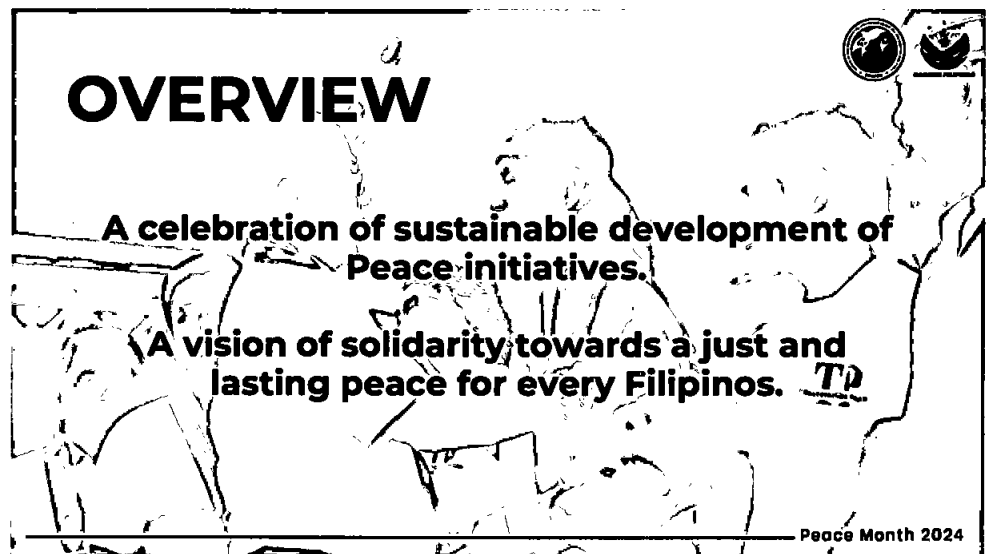 OVERVIEW
A celebration of sustainable development of
Peace initiatives.
A vision of solidarity towards a just and
lasting peace for every Filipinos.
TP
Peace Month 2024